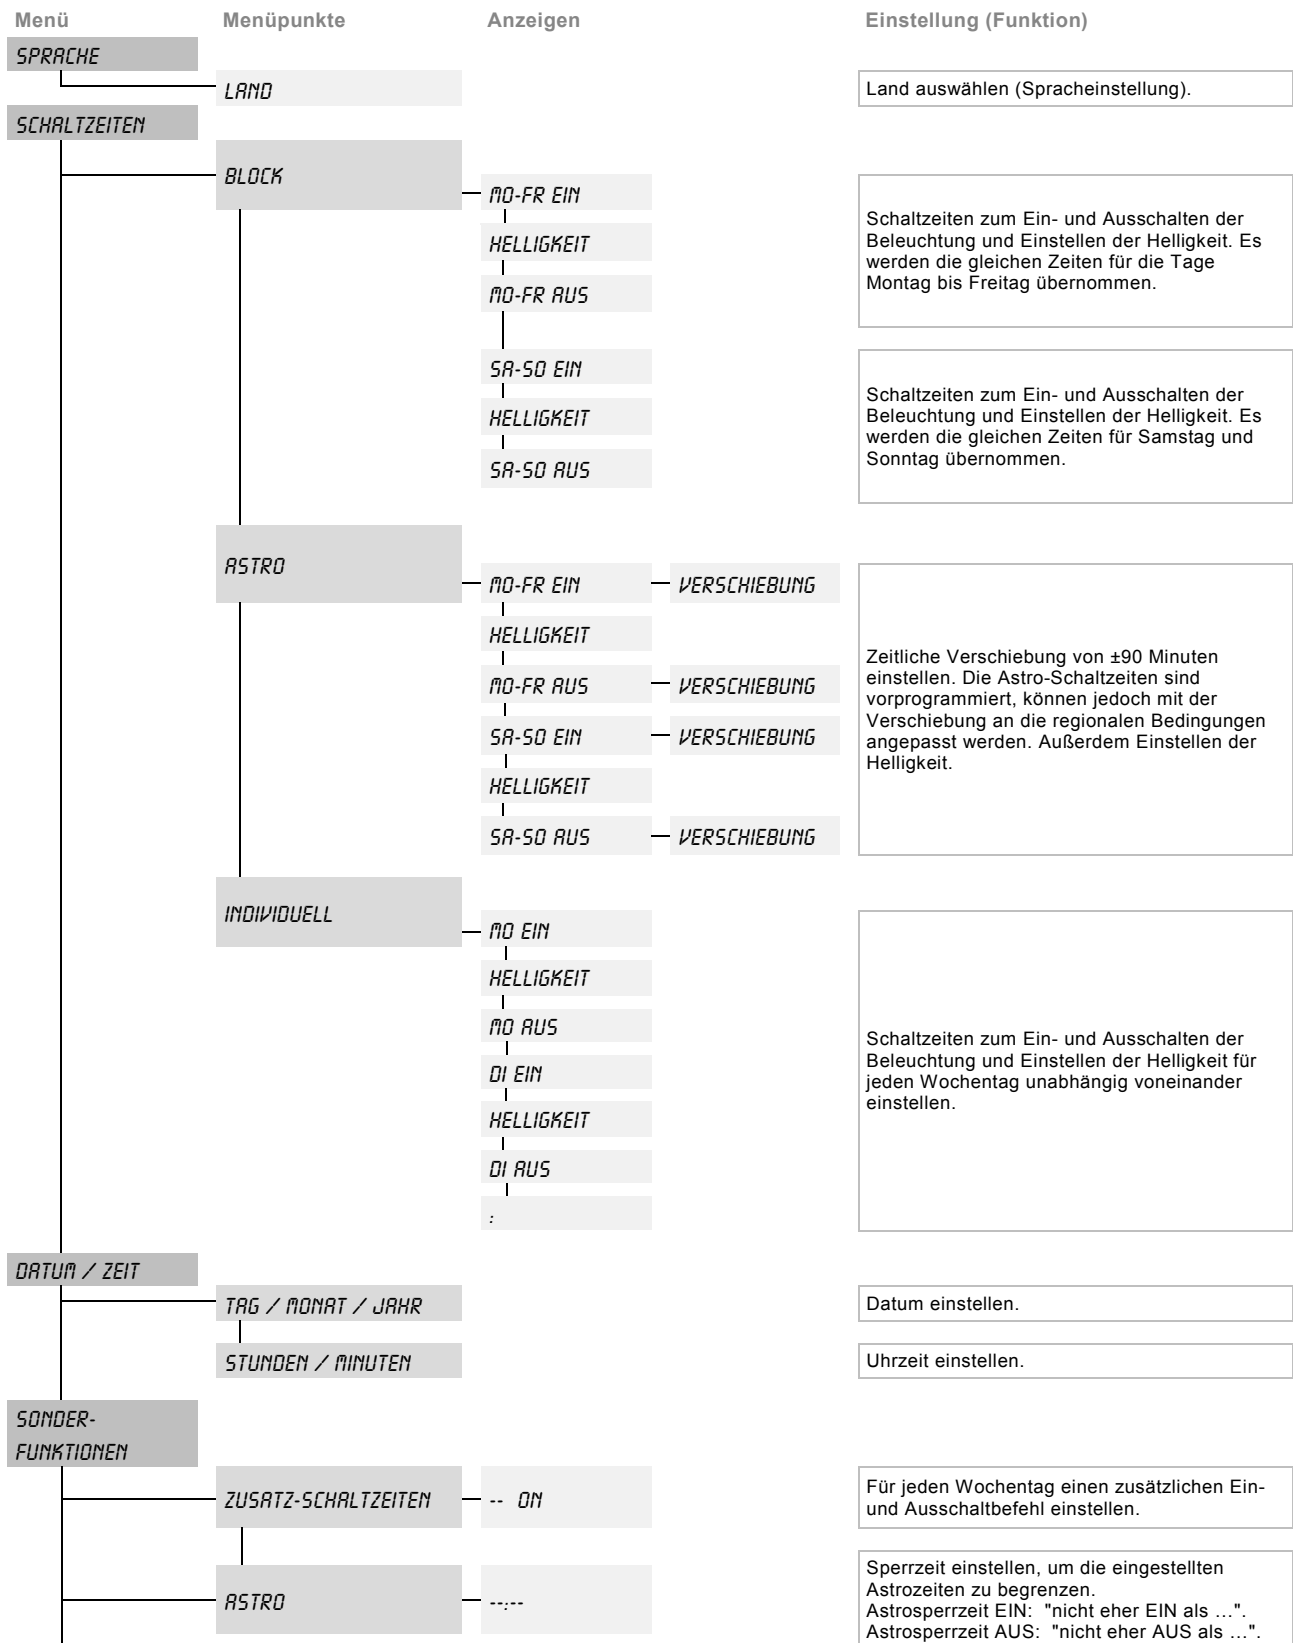 Menü Menüpunkte Anzeigen Einstellung (Funktion)
SPRACHE
LAND
Land auswählen (Spracheinstellung).
SCHALTZEITEN
BLOCK
MO-FR EIN
HELLIGKEIT
MO-FR AUS
Schaltzeiten zum Ein- und Ausschalten der
Beleuchtung und Einstellen der Helligkeit. Es
werden die gleichen Zeiten für die Tage
Montag bis Freitag übernommen.
SA-SO EIN
HELLIGKEIT
SA-SO AUS
Schaltzeiten zum Ein- und Ausschalten der
Beleuchtung und Einstellen der Helligkeit. Es
werden die gleichen Zeiten für Samstag und
Sonntag übernommen.
ASTRO
MO-FR EIN VERSCHIEBUNG
HELLIGKEIT
MO-FR AUS VERSCHIEBUNG
SA-SO EIN VERSCHIEBUNG
HELLIGKEIT
SA-SO AUS VERSCHIEBUNG
Zeitliche Verschiebung von ±90 Minuten
einstellen. Die Astro-Schaltzeiten sind
vorprogrammiert, können jedoch mit der
Verschiebung an die regionalen Bedingungen
angepasst werden. Außerdem Einstellen der
Helligkeit.
INDIVIDUELL
MO EIN
HELLIGKEIT
MO AUS
DI EIN
HELLIGKEIT
DI AUS
:
Schaltzeiten zum Ein- und Ausschalten der
Beleuchtung und Einstellen der Helligkeit für
jeden Wochentag unabhängig voneinander
einstellen.
DATUM / ZEIT
TAG / MONAT / JAHR
Datum einstellen.
STUNDEN / MINUTEN
Uhrzeit einstellen.
SONDER-
FUNKTIONEN
ZUSATZ-SCHALTZEITEN
-- ON
Für jeden Wochentag einen zusätzlichen Ein-
und Ausschaltbefehl einstellen.
ASTRO
--:--
Sperrzeit einstellen, um die eingestellten
Astrozeiten zu begrenzen.
Astrosperrzeit EIN: "nicht eher EIN als …".
Astrosperrzeit AUS: "nicht eher AUS als …".